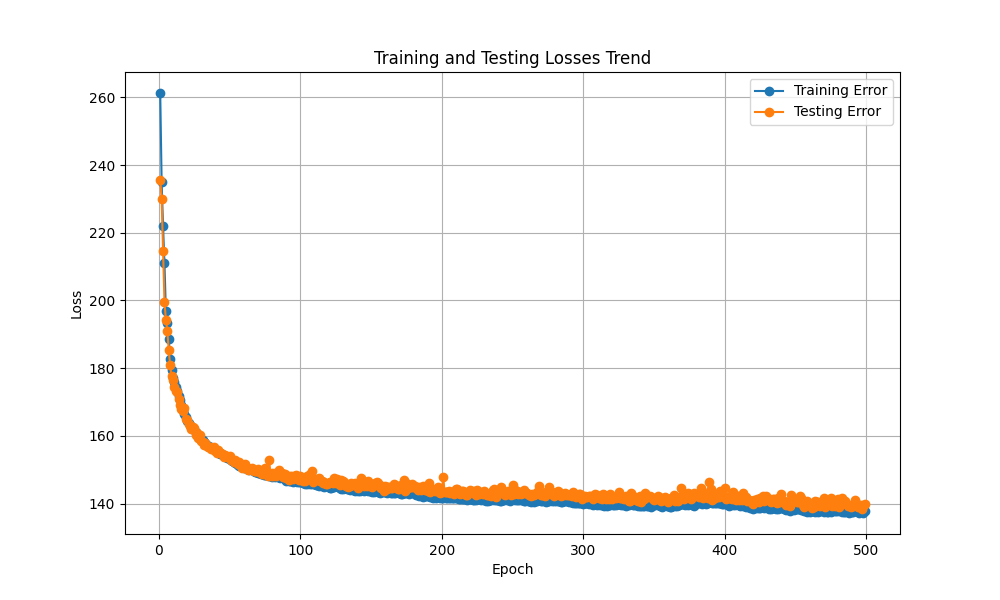 Training and Testing Losses Trend
Training Error
Testing Error
Loss
260
240
220
200
180
160
140
0 100 200 300 400 500
Epoch